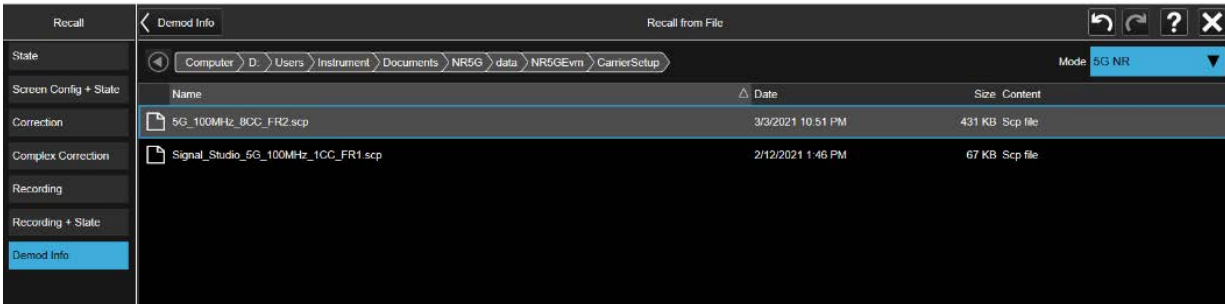 Recall
Demod Info
Recall from File
?
State
Computer D: Users Instrument Documents NR5G data NR5GEvm CarrierSetup
Mode 5G NR
Screen Config + State
Name Date Size Content
Correction
5G_100MHz_8CC_FR2.scp 3/3/2021 10:51 PM 431 KB Scp file
Complex Correction
Signal_Studio_5G_100MHz_1CC_FR1.scp 2/12/2021 1:46 PM 67 KB Scp file
Recording
Recording + State
Demod Info